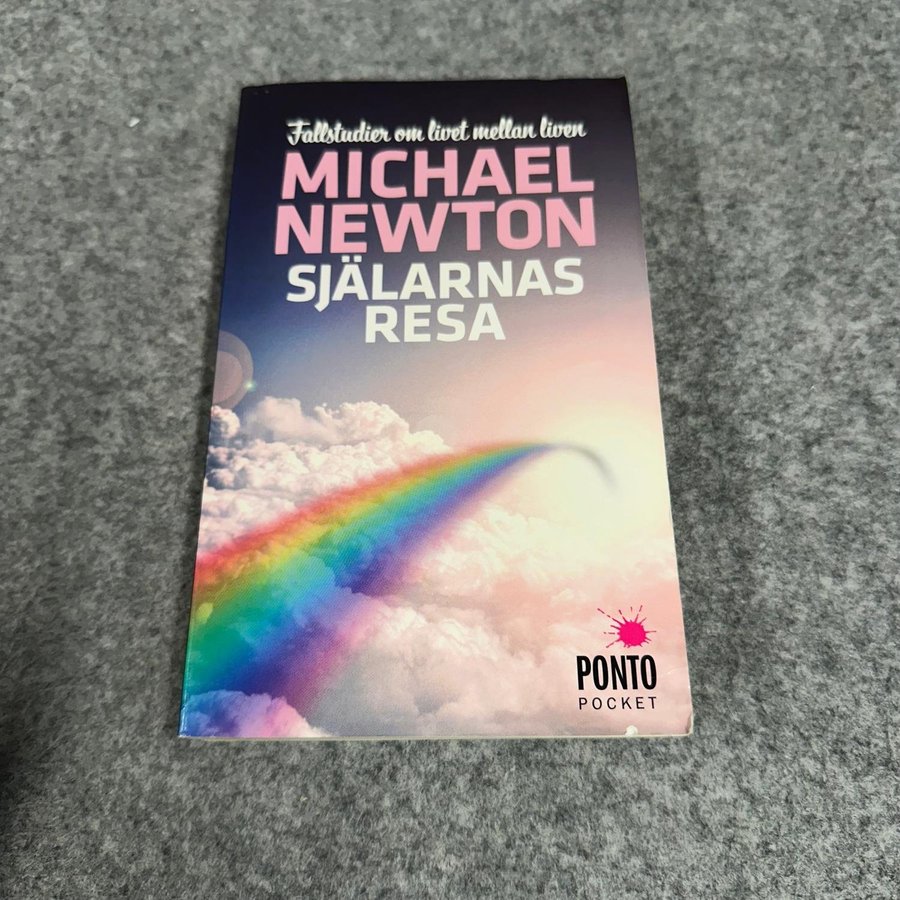 Fallstudier om livet mellan liven
MICHAEL
NEWTON
SJÄLARNAS
RESA
PONTO
POCKET